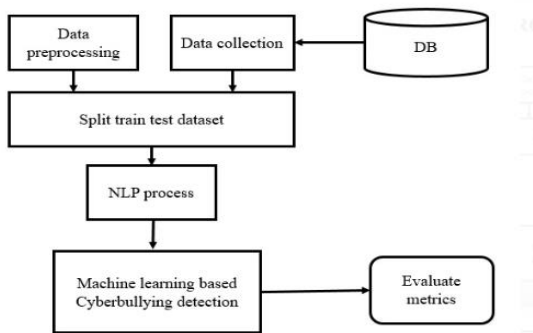 Data
preprocessing
Data collection
DB
Split train test dataset
NLP process
Machine learning based
Cyberbullying detection
Evaluate
metrics